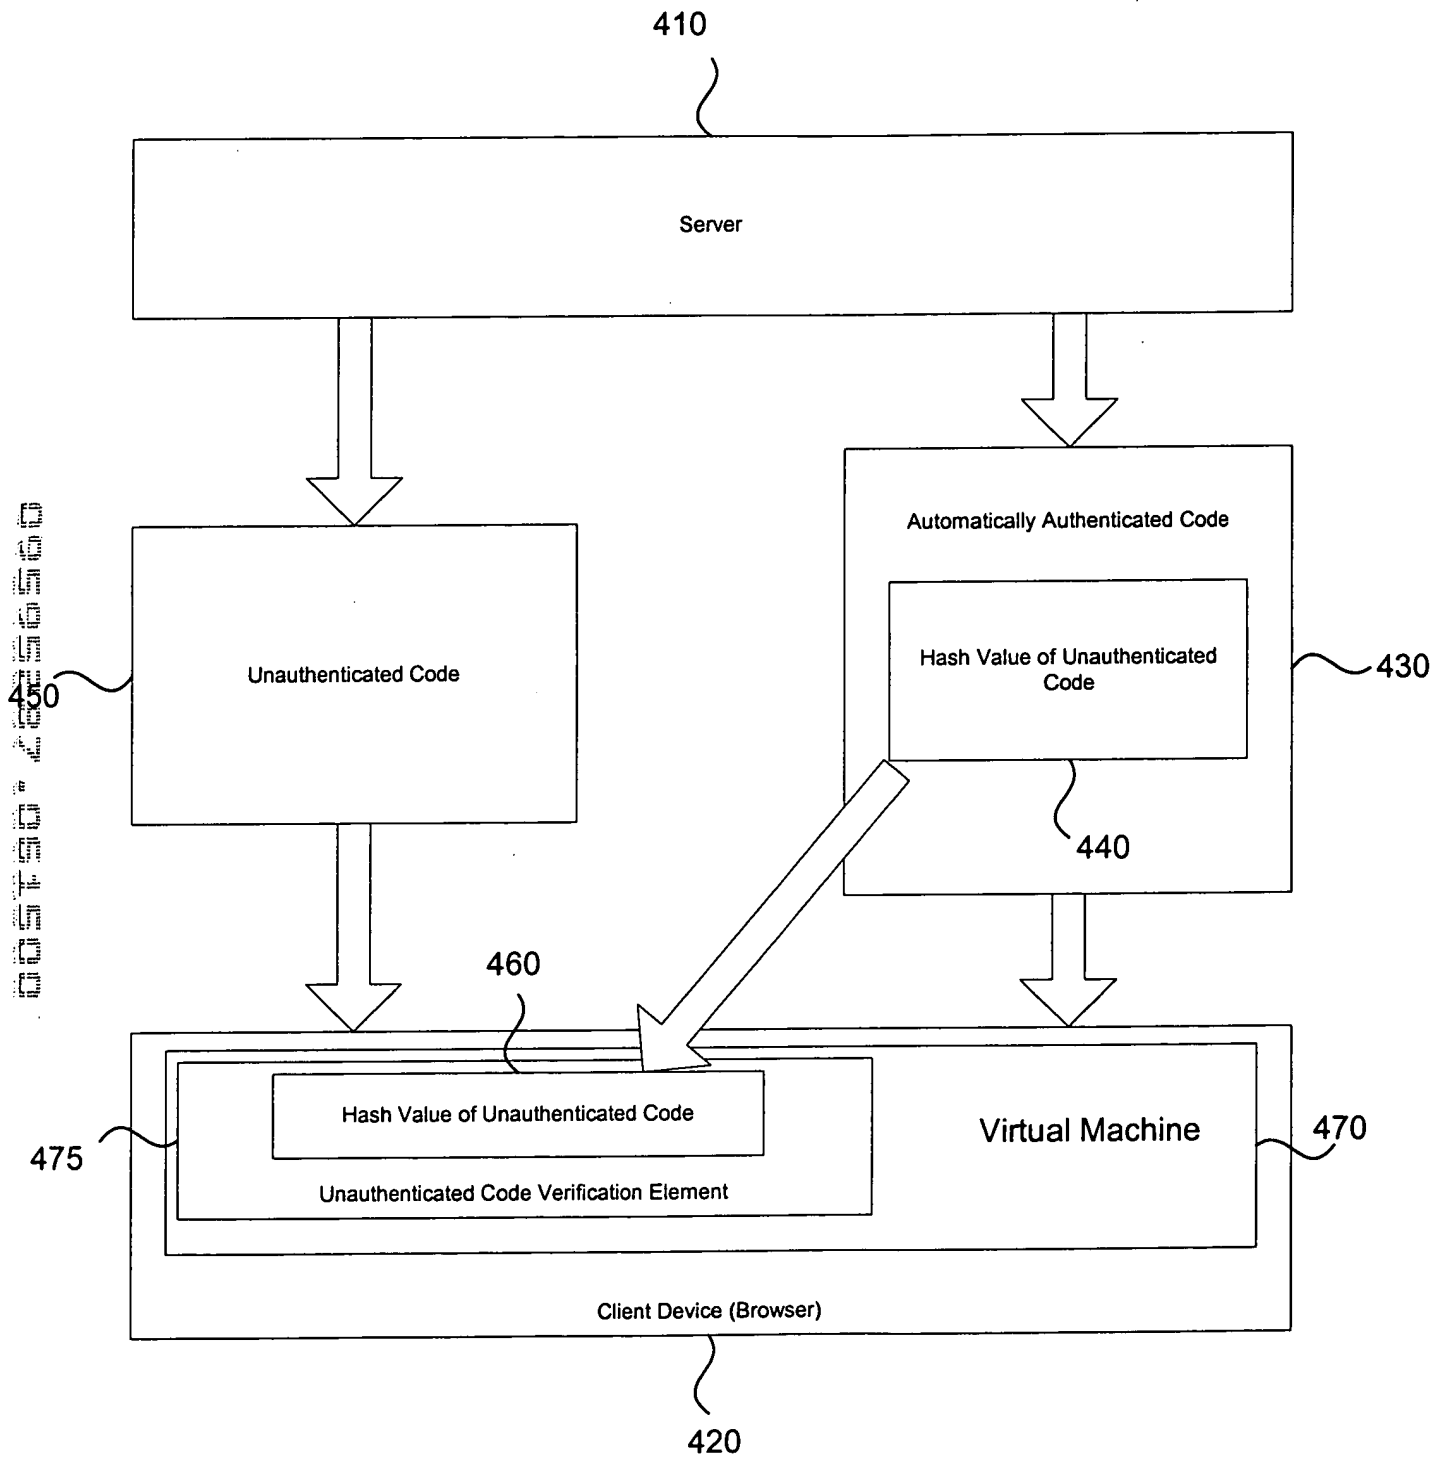 410
Server
Automatically Authenticated Code
Hash Value of Unauthenticated
Code
Unauthenticated Code
450
430
440
460
Hash Value of Unauthenticated Code
Virtual Machine
470
475
Unauthenticated Code Verification Element
Client Device (Browser)
420